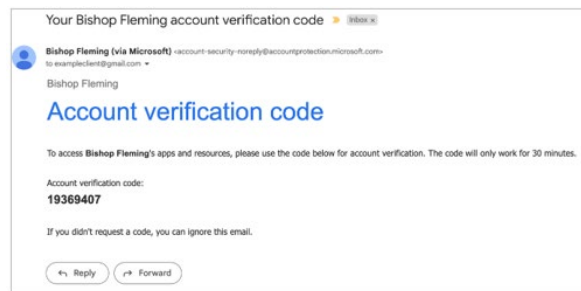 Your Bishop Fleming account verification code Inbox x
Bishop Fleming (via Microsoft) <account-security-noreply@accountprotection.microsoft.com>
to exampleclient@gmail.com
Bishop Fleming
Account verification code
To access Bishop Fleming's apps and resources, please use the code below for account verification. The code will only work for 30 minutes.
Account verification code:
19369407
If you didn't request a code, you can ignore this email.
Reply Forward